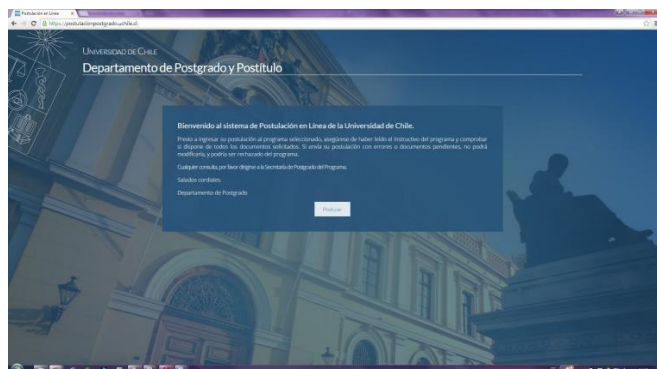 Postulación en Línea
https://postulacionpostgrado.uchile.cl
UNIVERSIDAD DE CHILE
Departamento de Postgrado y Postítulo
Bienvenido al sistema de Postulación en Línea de la Universidad de Chile.
Previo a ingresar su postulación al programa seleccionado, asegúrese de haber leído el instructivo del programa y comprobar
si dispone de todos los documentos solicitados. Si envía su postulación con errores o documentos pendientes, no podrá
modificarla, y podría ser rechazado del programa.
Cualquier consulta, por favor dirigirse a la Secretaría de Postgrado del Programa.
Saludos cordiales.
Departamento de Postgrado
Postular